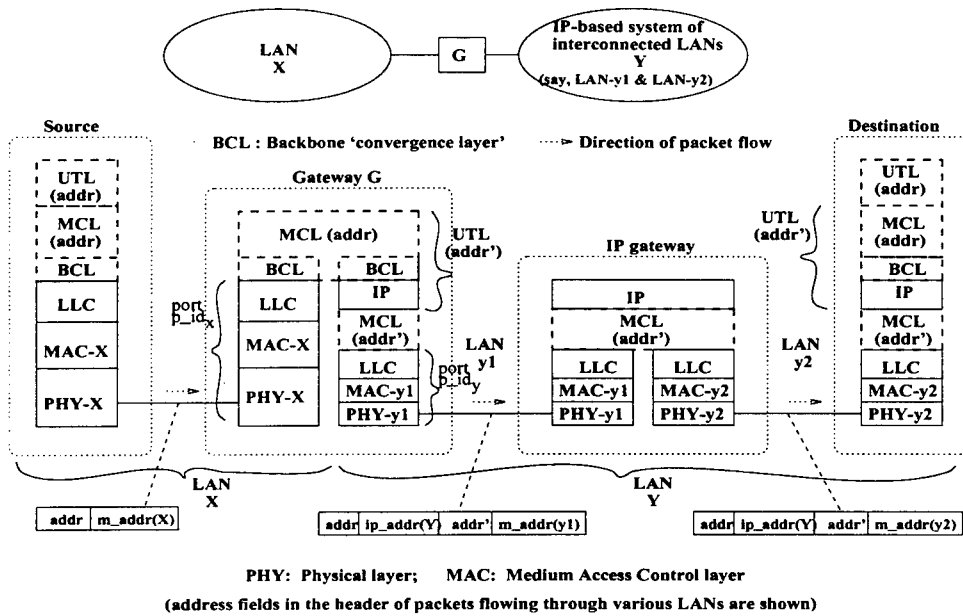 LAN
X
G
IP-based system of
interconnected LANs
Y
(say, LAN-y1 & LAN-y2)
Source
BCL : Backbone 'convergence layer'
Direction of packet flow
Destination
UTL
(addr)
MCL
(addr)
BCL
LLC
MAC-X
PHY-X
Gateway G
MCL (addr)
BCL
LLC
MAC-X
PHY-X
port
p_id_x
BCL
IP
MCL
(addr')
LLC
MAC-y1
PHY-y1
UTL
(addr')
port
p_id_y
LAN
y1
IP gateway
IP
MCL
(addr')
LLC
MAC-y1
PHY-y1
LLC
MAC-y2
PHY-y2
LAN
y2
UTL
(addr')
UTL
(addr)
MCL
(addr)
BCL
IP
MCL
(addr')
LLC
MAC-y2
PHY-y2
LAN
X
LAN
Y
addr m_addr(X)
addr ip_addr(Y) addr' m_addr(y1)
addr ip_addr(Y) addr' m_addr(y2)
PHY: Physical layer; MAC: Medium Access Control layer
(address fields in the header of packets flowing through various LANs are shown)